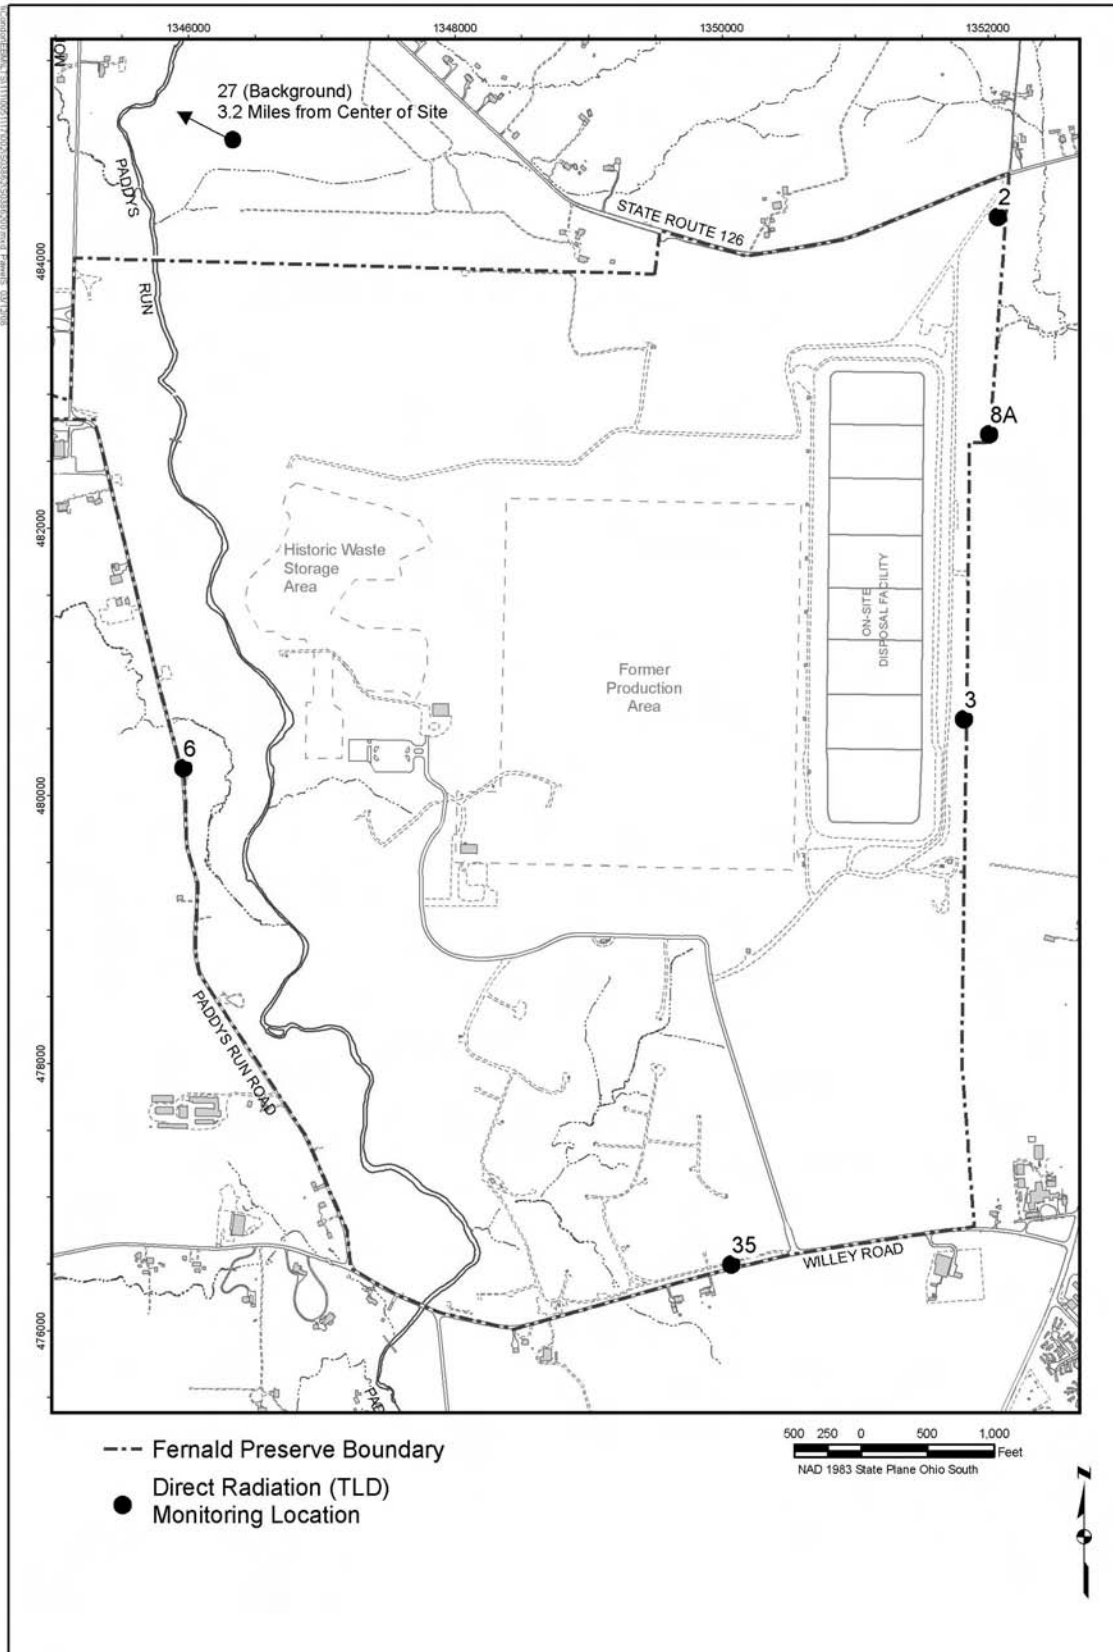 1346000
1348000
1350000
1352000
27 (Background)
3.2 Miles from Center of Site
PADDYS
RUN
STATE ROUTE 126
2
484000
8A
482000
Historic Waste
Storage
Area
ON-SITE
DISPOSAL FACILITY
Former
Production
Area
3
6
480000
PADDYS RUN ROAD
478000
35
WILLEY ROAD
476000
PAD
Fernald Preserve Boundary
Direct Radiation (TLD)
Monitoring Location
500 250 0 500 1,000
Feet
NAD 1983 State Plane Ohio South
Z